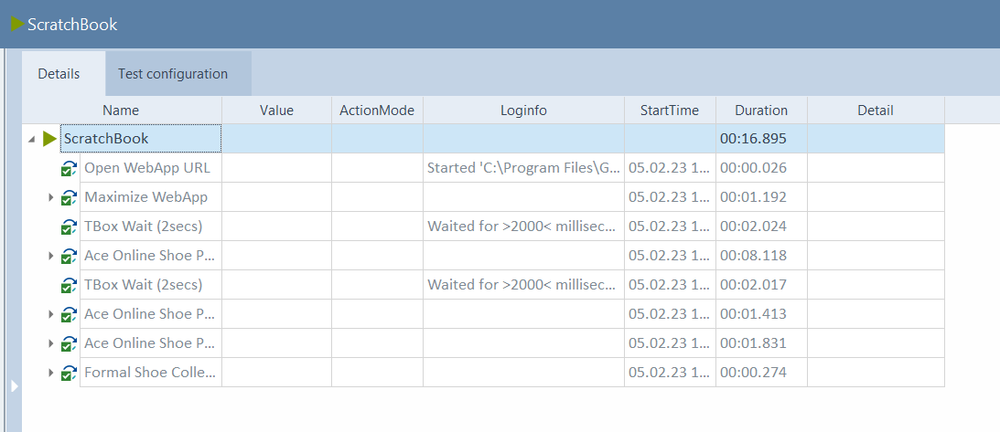 ScratchBook
Details Test configuration
Name Value ActionMode Loginfo StartTime Duration Detail
ScratchBook 00:16.895
Open WebApp URL Started 'C:\Program Files\G... 05.02.23 1... 00:00.026
Maximize WebApp 05.02.23 1... 00:01.192
TBox Wait (2secs) Waited for >2000< millisec... 05.02.23 1... 00:02.024
Ace Online Shoe P... 05.02.23 1... 00:08.118
TBox Wait (2secs) Waited for >2000< millisec... 05.02.23 1... 00:02.017
Ace Online Shoe P... 05.02.23 1... 00:01.413
Ace Online Shoe P... 05.02.23 1... 00:01.831
Formal Shoe Colle... 05.02.23 1... 00:00.274